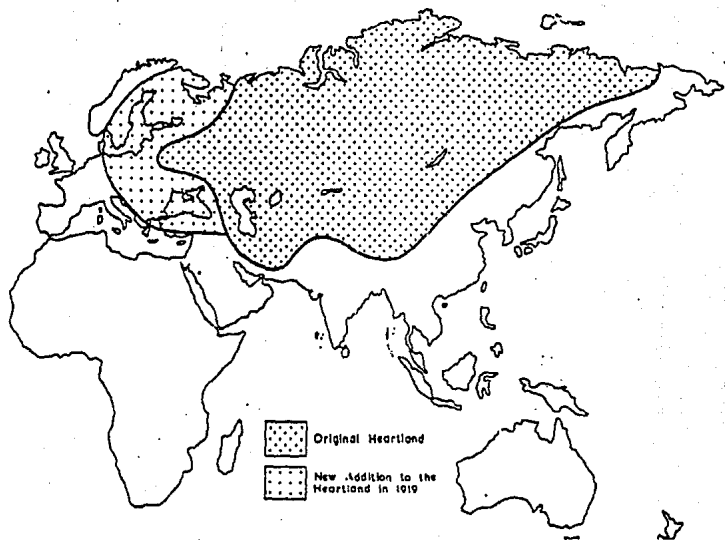 Original Heartland
New Addition to the
Heartland in 1919